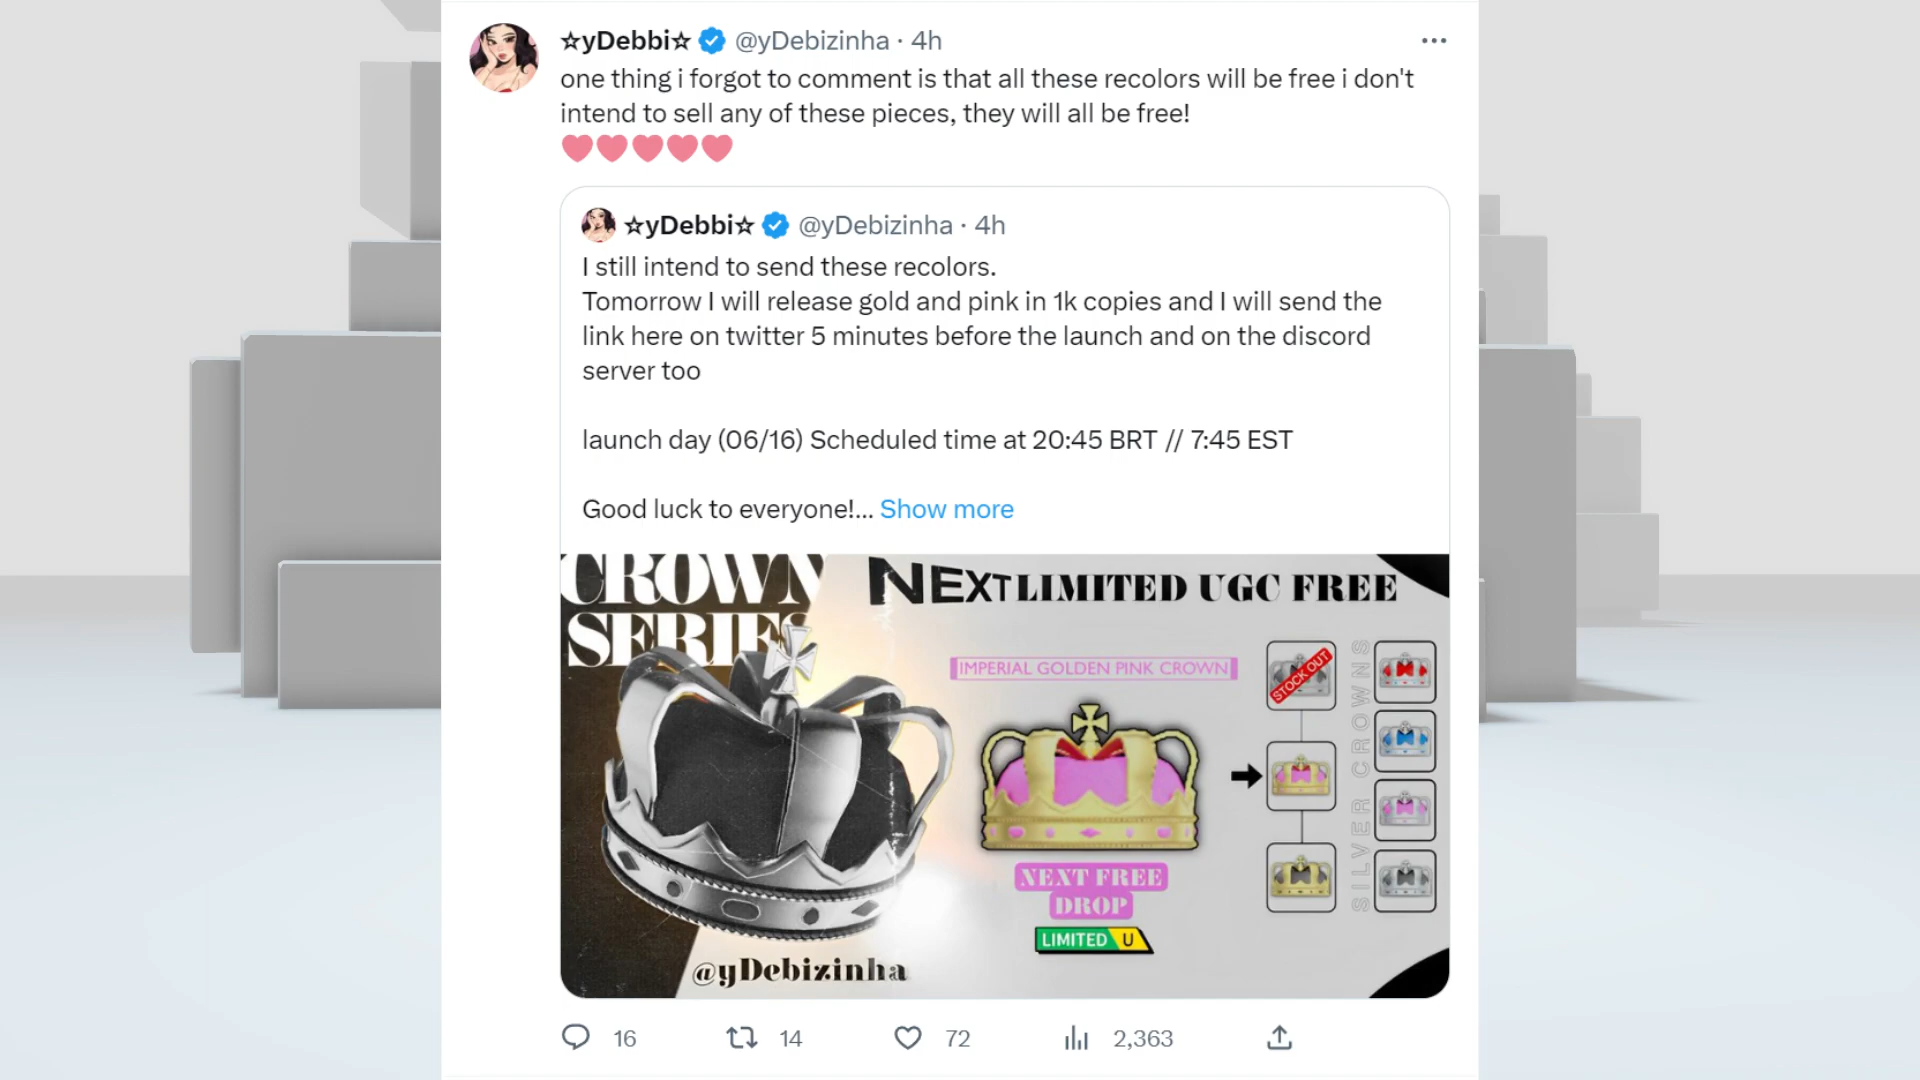 ☆yDebbi☆ @yDebizinha · 4h
one thing i forgot to comment is that all these recolors will be free i don't
intend to sell any of these pieces, they will all be free!
☆yDebbi☆ @yDebizinha · 4h
I still intend to send these recolors.
Tomorrow I will release gold and pink in 1k copies and I will send the
link here on twitter 5 minutes before the launch and on the discord
server too
launch day (06/16) Scheduled time at 20:45 BRT // 7:45 EST
Good luck to everyone!... Show more
CROWN
SERIES
NEXT LIMITED UGC FREE
IMPERIAL GOLDEN PINK CROWN
STOCK OUT
SILVER CROWNS
NEXT FREE
DROP
LIMITED U
@yDebizinha
16 14 72 2,363